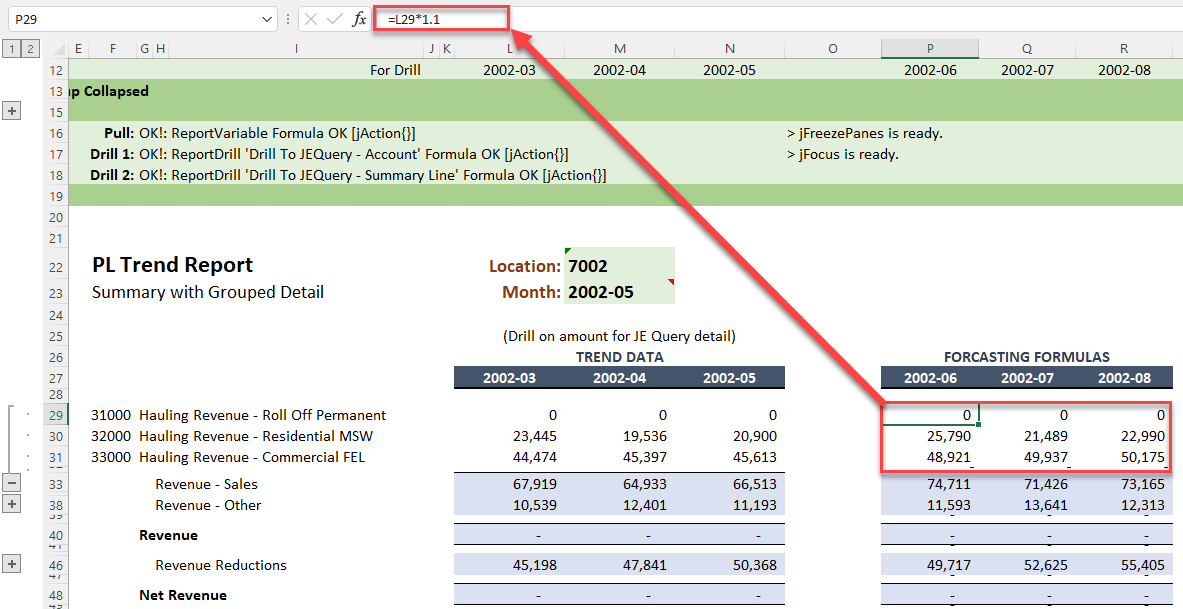 P29 fx =L29*1.1
1 2 E F G H I J K L M N O P Q R
12 For Drill 2002-03 2002-04 2002-05 2002-06 2002-07 2002-08
13 up Collapsed
15
16 Pull: OK!: ReportVariable Formula OK [jAction{}] > jFreezePanes is ready.
17 Drill 1: OK!: ReportDrill 'Drill To JEQuery - Account' Formula OK [jAction{}] > jFocus is ready.
18 Drill 2: OK!: ReportDrill 'Drill To JEQuery - Summary Line' Formula OK [jAction{}]
19
20
21
22 PL Trend Report Location: 7002
23 Summary with Grouped Detail Month: 2002-05
24
25 (Drill on amount for JE Query detail)
26 TREND DATA FORCASTING FORMULAS
27 2002-03 2002-04 2002-05 2002-06 2002-07 2002-08
28
29 31000 Hauling Revenue - Roll Off Permanent 0 0 0 0 0 0
30 32000 Hauling Revenue - Residential MSW 23,445 19,536 20,900 25,790 21,489 22,990
31 33000 Hauling Revenue - Commercial FEL 44,474 45,397 45,613 48,921 49,937 50,175
33 Revenue - Sales 67,919 64,933 66,513 74,711 71,426 73,165
38 Revenue - Other 10,539 12,401 11,193 11,593 13,641 12,313
39
40 Revenue - - - - - -
41
46 Revenue Reductions 45,198 47,841 50,368 49,717 52,625 55,405
47
48 Net Revenue - - - - - -